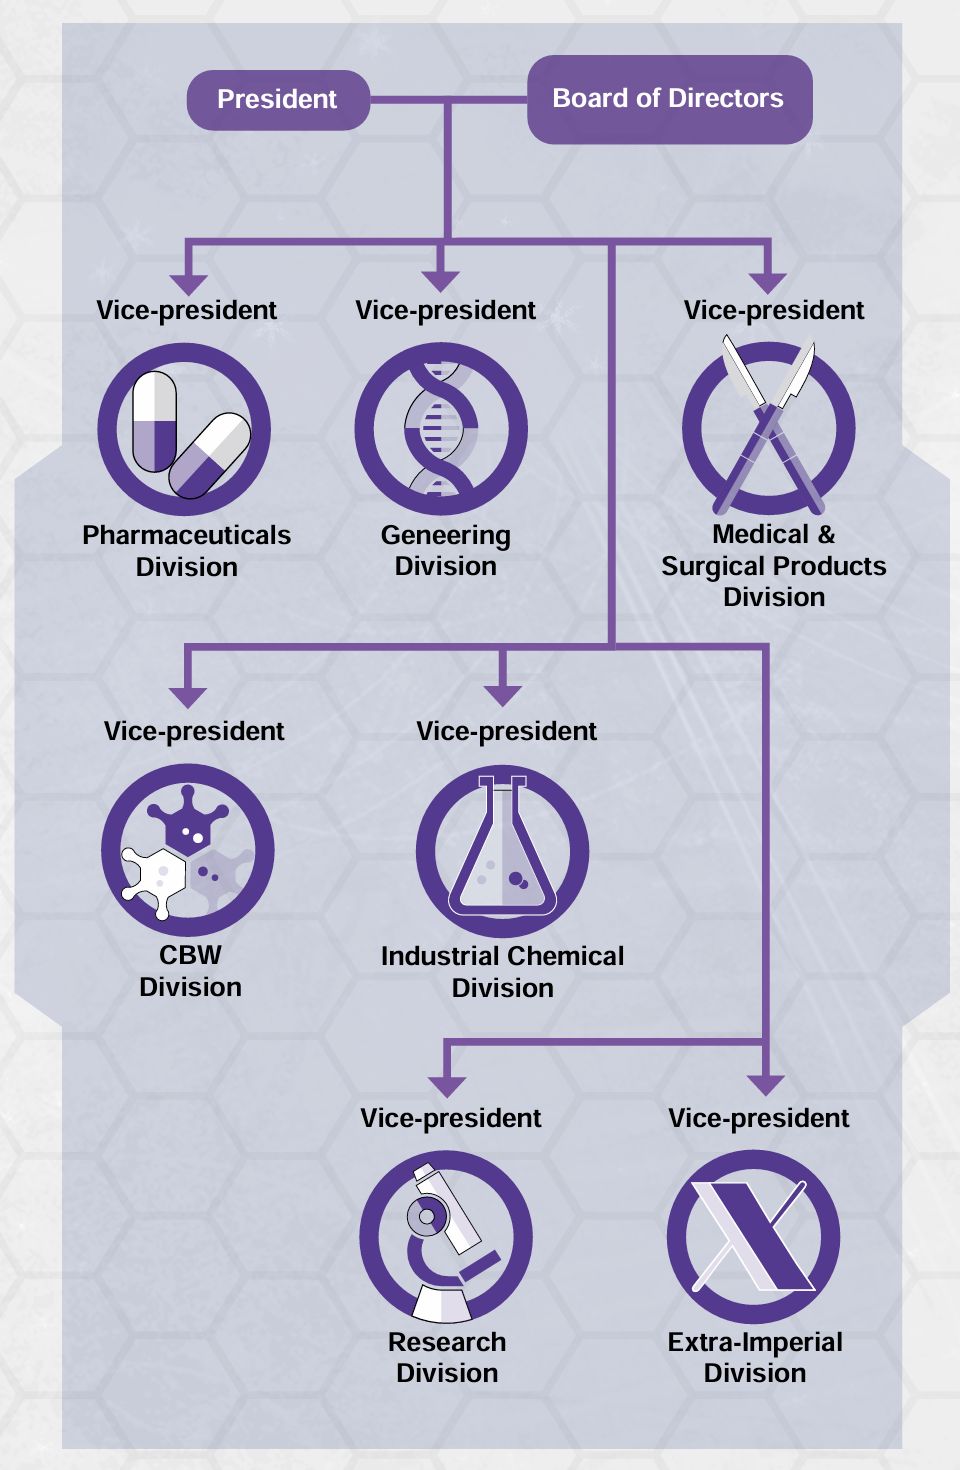 President
Board of Directors
Vice-president
Vice-president
Vice-president
Pharmaceuticals
Division
Geneering
Division
Medical &
Surgical Products
Division
Vice-president
Vice-president
CBW
Division
Industrial Chemical
Division
Vice-president
Vice-president
Research
Division
Extra-Imperial
Division